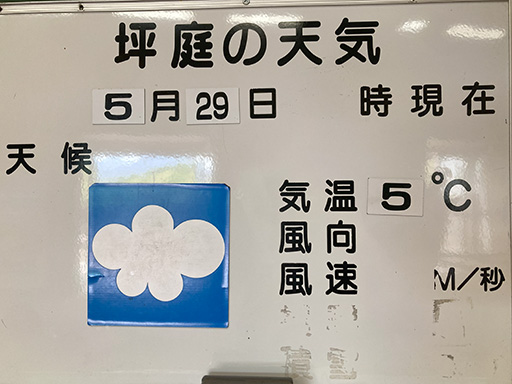 坪庭の天気
5月29日 時現在
天候
気温5℃
風向
風速 M/秒